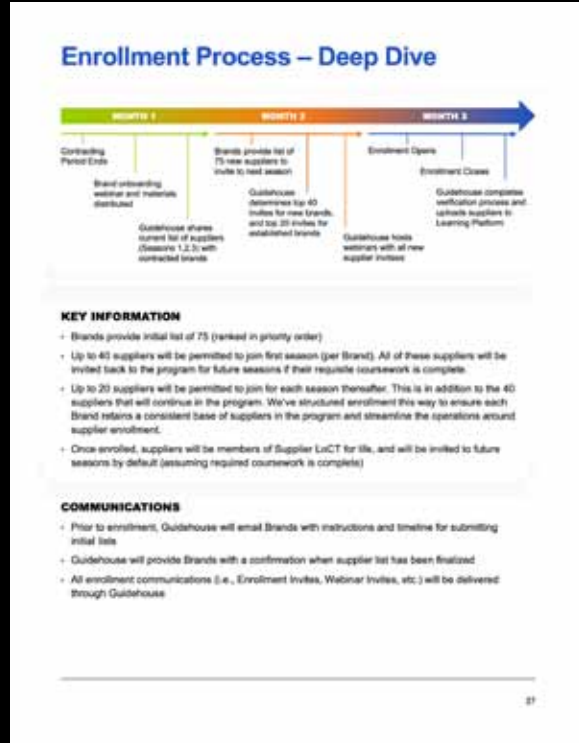 Enrollment Process – Deep Dive
MONTH 1
MONTH 2
MONTH 3
Contracting
Period Ends
Brand onboarding
webinar and materials
distributed
Guidehouse shares
current list of suppliers
(Seasons 1,2,3) with
contracted brands
Brands provide list of
75 new suppliers to
invite to next season
Guidehouse
determines top 40
invites for new brands,
and top 20 invites for
established brands
Guidehouse hosts
webinars with all new
supplier invitees
Enrollment Opens
Enrollment Closes
Guidehouse completes
verification process and
uploads suppliers to
Learning Platform
KEY INFORMATION
- Brands provide initial list of 75 (ranked in priority order)
- Up to 40 suppliers will be permitted to join first season (per Brand). All of these suppliers will be
invited back to the program for future seasons if their requisite coursework is complete.
- Up to 20 suppliers will be permitted to join for each season thereafter. This is in addition to the 40
suppliers that will continue in the program. We've structured enrollment this way to ensure each
Brand retains a consistent base of suppliers in the program and streamline the operations around
supplier enrollment.
- Once enrolled, suppliers will be members of Supplier LoCT for life, and will be invited to future
seasons by default (assuming required coursework is complete)
COMMUNICATIONS
- Prior to enrollment, Guidehouse will email Brands with instructions and timeline for submitting
initial lists
- Guidehouse will provide Brands with a confirmation when supplier list has been finalized
- All enrollment communications (i.e., Enrollment Invites, Webinar Invites, etc.) will be delivered
through Guidehouse
27